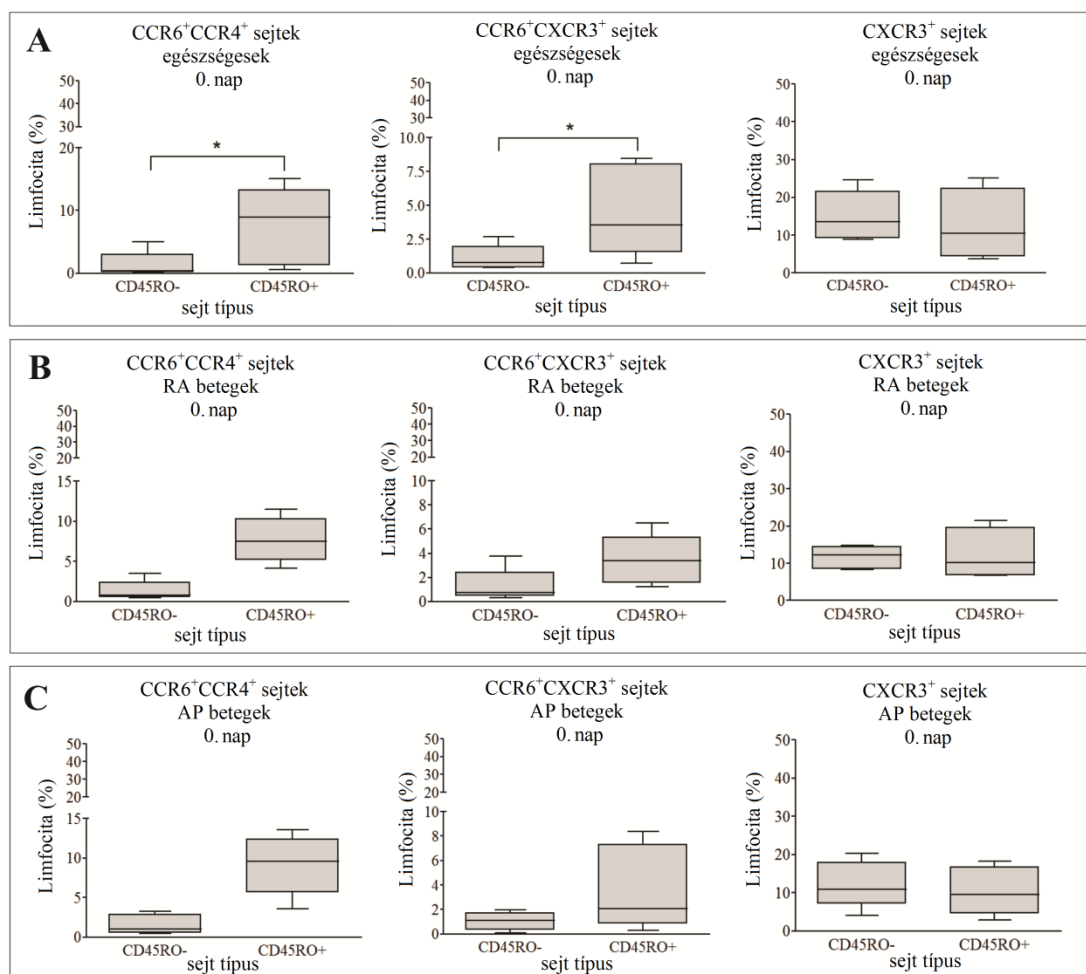 A
CCR6⁺CCR4⁺ sejtek
egészségesek
0. nap
Limfocita (%)
50
40
30
20
10
0
*
CD45RO-
CD45RO+
sejt típus
CCR6⁺CXCR3⁺ sejtek
egészségesek
0. nap
Limfocita (%)
50
40
30
10.0
7.5
5.0
2.5
0.0
*
CD45RO-
CD45RO+
sejt típus
CXCR3⁺ sejtek
egészségesek
0. nap
Limfocita (%)
50
40
30
20
10
0
CD45RO-
CD45RO+
sejt típus
B
CCR6⁺CCR4⁺ sejtek
RA betegek
0. nap
Limfocita (%)
50
40
30
20
15
10
5
0
CD45RO-
CD45RO+
sejt típus
CCR6⁺CXCR3⁺ sejtek
RA betegek
0. nap
Limfocita (%)
50
40
30
20
10
8
6
4
2
0
CD45RO-
CD45RO+
sejt típus
CXCR3⁺ sejtek
RA betegek
0. nap
Limfocita (%)
50
40
30
20
10
0
CD45RO-
CD45RO+
sejt típus
C
CCR6⁺CCR4⁺ sejtek
AP betegek
0. nap
Limfocita (%)
50
40
30
20
15
10
5
0
CD45RO-
CD45RO+
sejt típus
CCR6⁺CXCR3⁺ sejtek
AP betegek
0. nap
Limfocita (%)
50
40
30
20
10
8
6
4
2
0
CD45RO-
CD45RO+
sejt típus
CXCR3⁺ sejtek
AP betegek
0. nap
Limfocita (%)
50
40
30
20
10
0
CD45RO-
CD45RO+
sejt típus